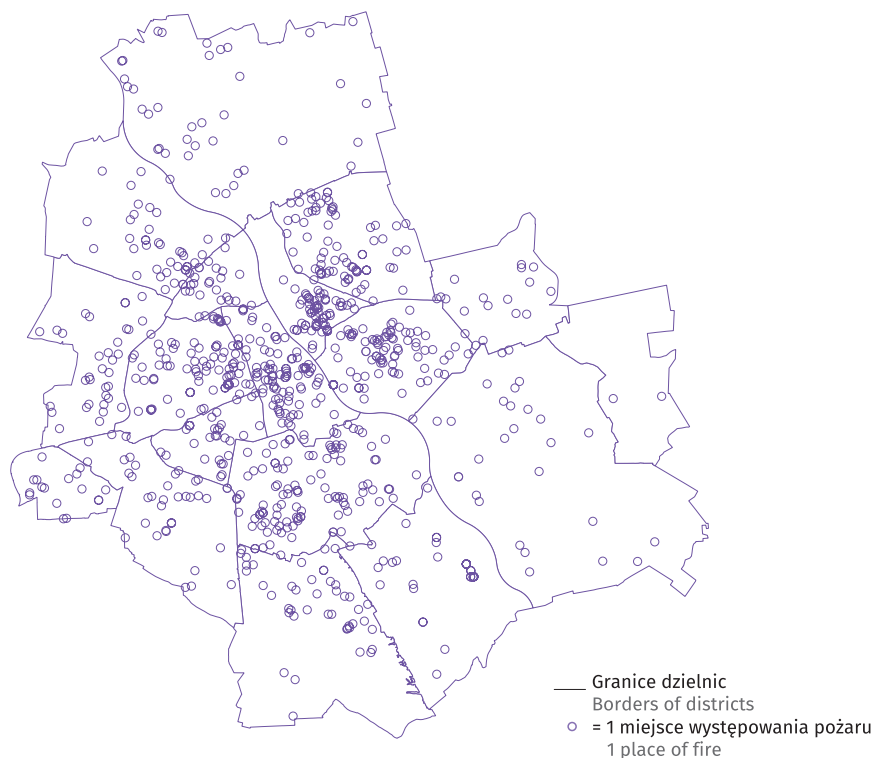 Granice dzielnic
Borders of districts
= 1 miejsce występowania pożaru
1 place of fire